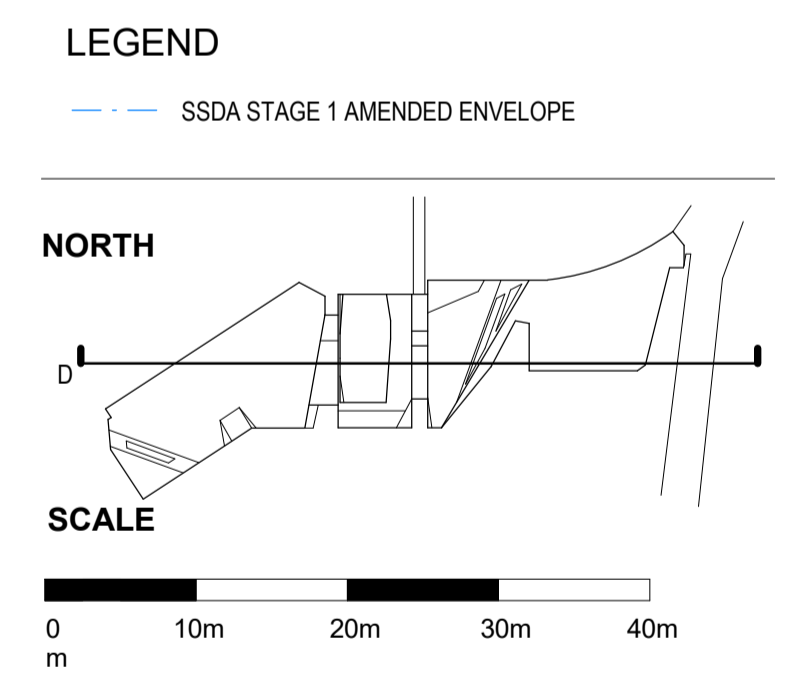 LEGEND
SSDA STAGE 1 AMENDED ENVELOPE
NORTH
D
SCALE
0 10m 20m 30m 40m
m